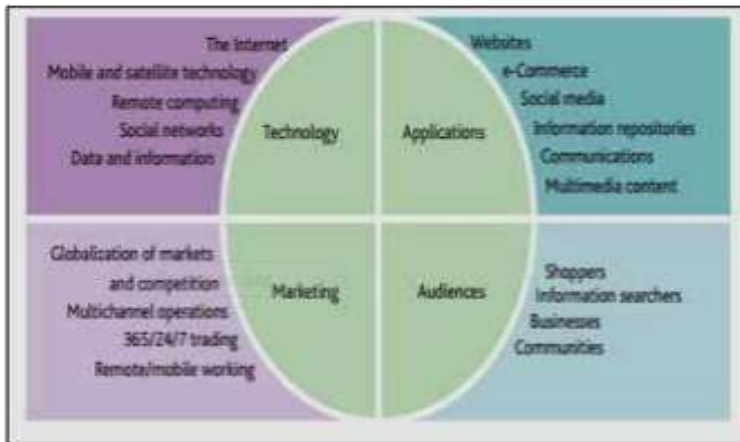 The Internet
Mobile and satellite technology
Remote computing
Social networks
Data and information
Technology
Applications
Websites
e-Commerce
Social media
Information repositories
Communications
Multimedia content
Globalization of markets
and competition
Multichannel operations
365/24/7 trading
Remote/mobile working
Marketing
Audiences
Shoppers
Information searchers
Businesses
Communities